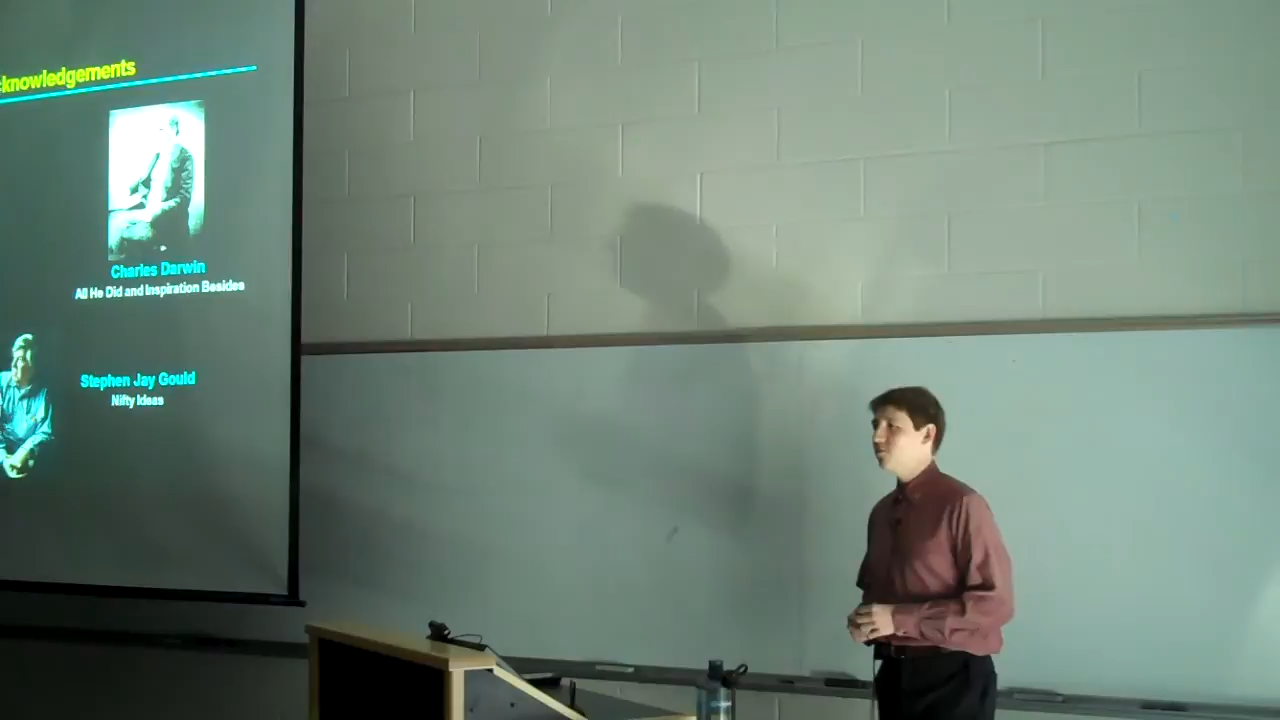 cknowledgements
Charles Darwin
All He Did and Inspiration Besides
Stephen Jay Gould
Nifty Ideas